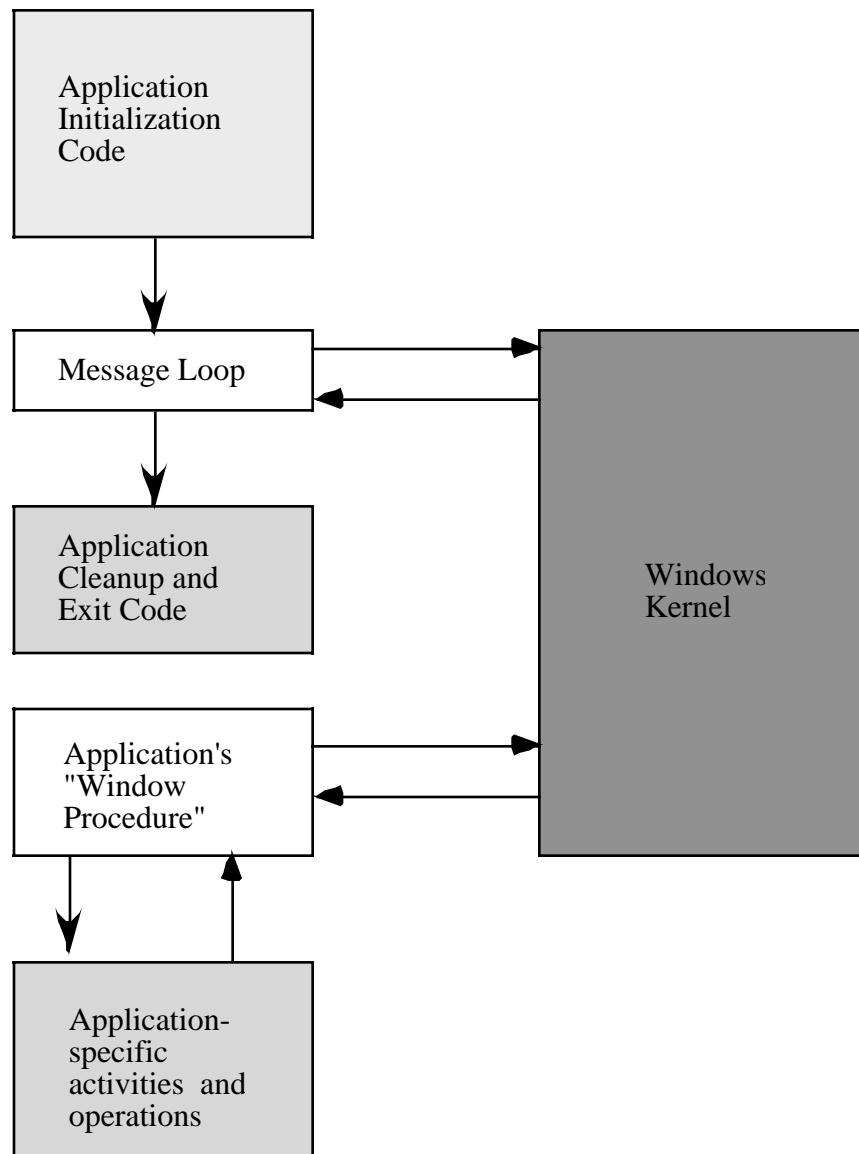 Application
Initialization
Code
Message Loop
Application
Cleanup and
Exit Code
Windows
Kernel
Application's
"Window
Procedure"
Application-
specific
activities and
operations